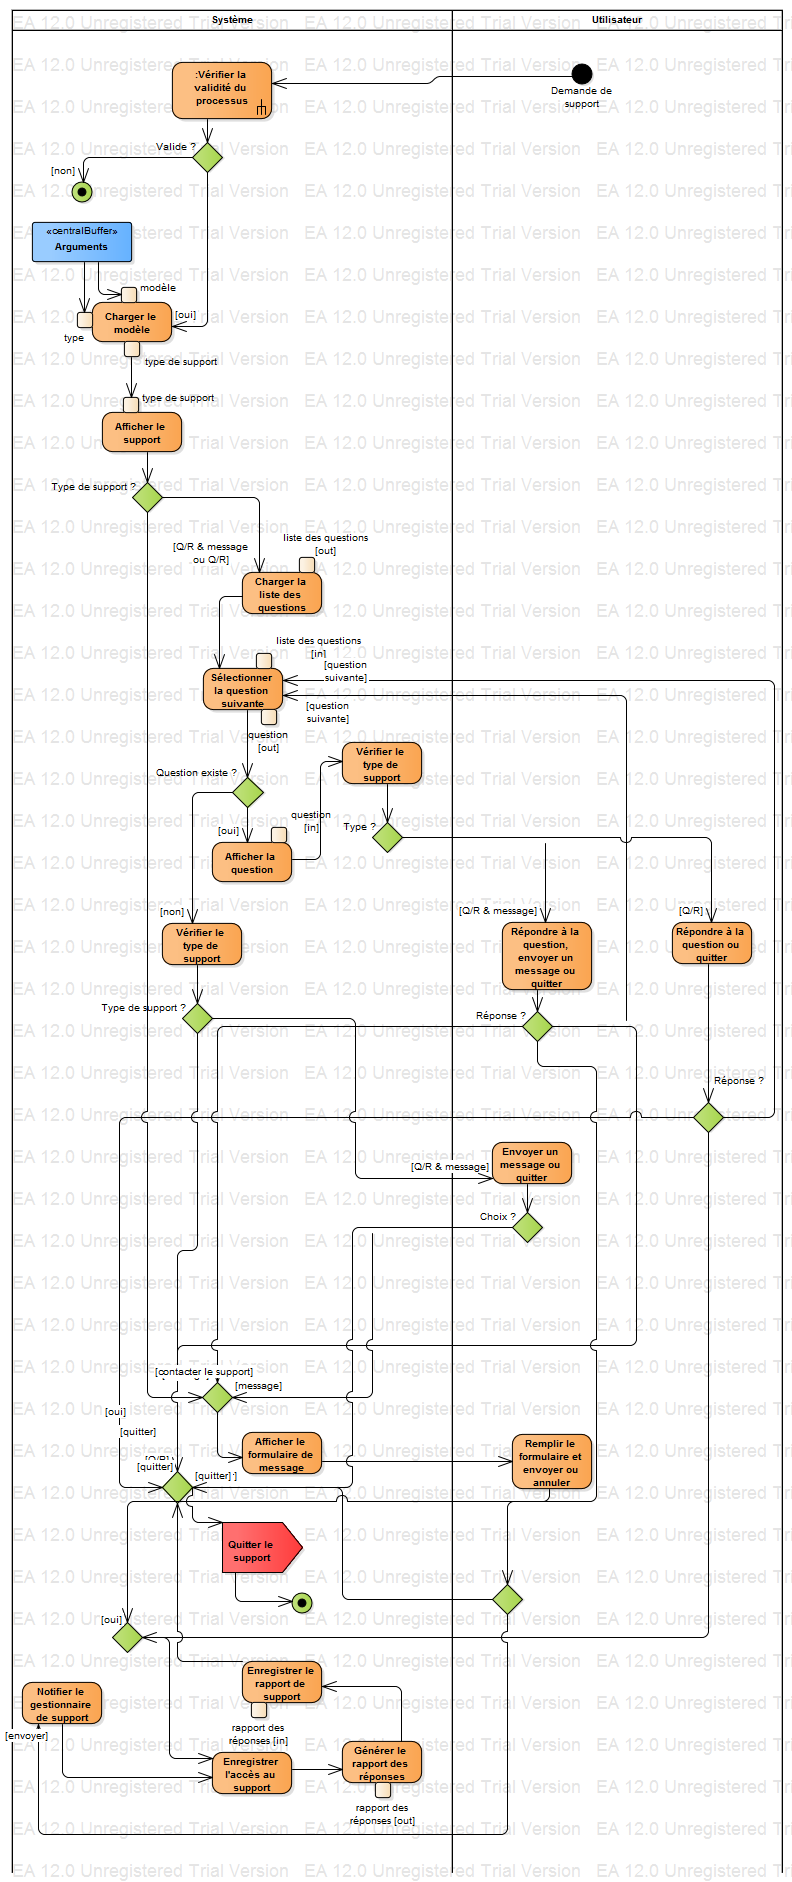 Système
Utilisateur
:Vérifier la
validité du
processus
Demande de
support
Valide ?
[non]
«centralBuffer»
Arguments
modèle
[oui]
Charger le
modèle
type
type de support
type de support
Afficher le
support
Type de support ?
[Q/R & message
ou Q/R]
liste des questions
[out]
Charger la
liste des
questions
liste des questions
[in]
[question
suivante]
Sélectionner
la question
suivante
[question
suivante]
question
[out]
Vérifier le
type de
support
Question existe ?
question
[in]
Type ?
[oui]
Afficher la
question
[non]
[Q/R & message]
[Q/R]
Vérifier le
type de
support
Répondre à la
question,
envoyer un
message ou
quitter
Répondre à la
question ou
quitter
Type de support ?
Réponse ?
Réponse ?
Envoyer un
message ou
quitter
[Q/R & message]
Choix ?
[contacter le support]
[message]
[oui]
[quitter]
Afficher le
formulaire de
message
Remplir le
formulaire et
envoyer ou
annuler
[Q/R]
[quitter]
[quitter]
Quitter le
support
[oui]
Enregistrer le
rapport de
support
Notifier le
gestionnaire
de support
rapport des
réponses [in]
[envoyer]
Générer le
rapport des
réponses
Enregistrer
l'accès au
support
rapport des
réponses [out]
EA 12.0 Unregistered Trial Version